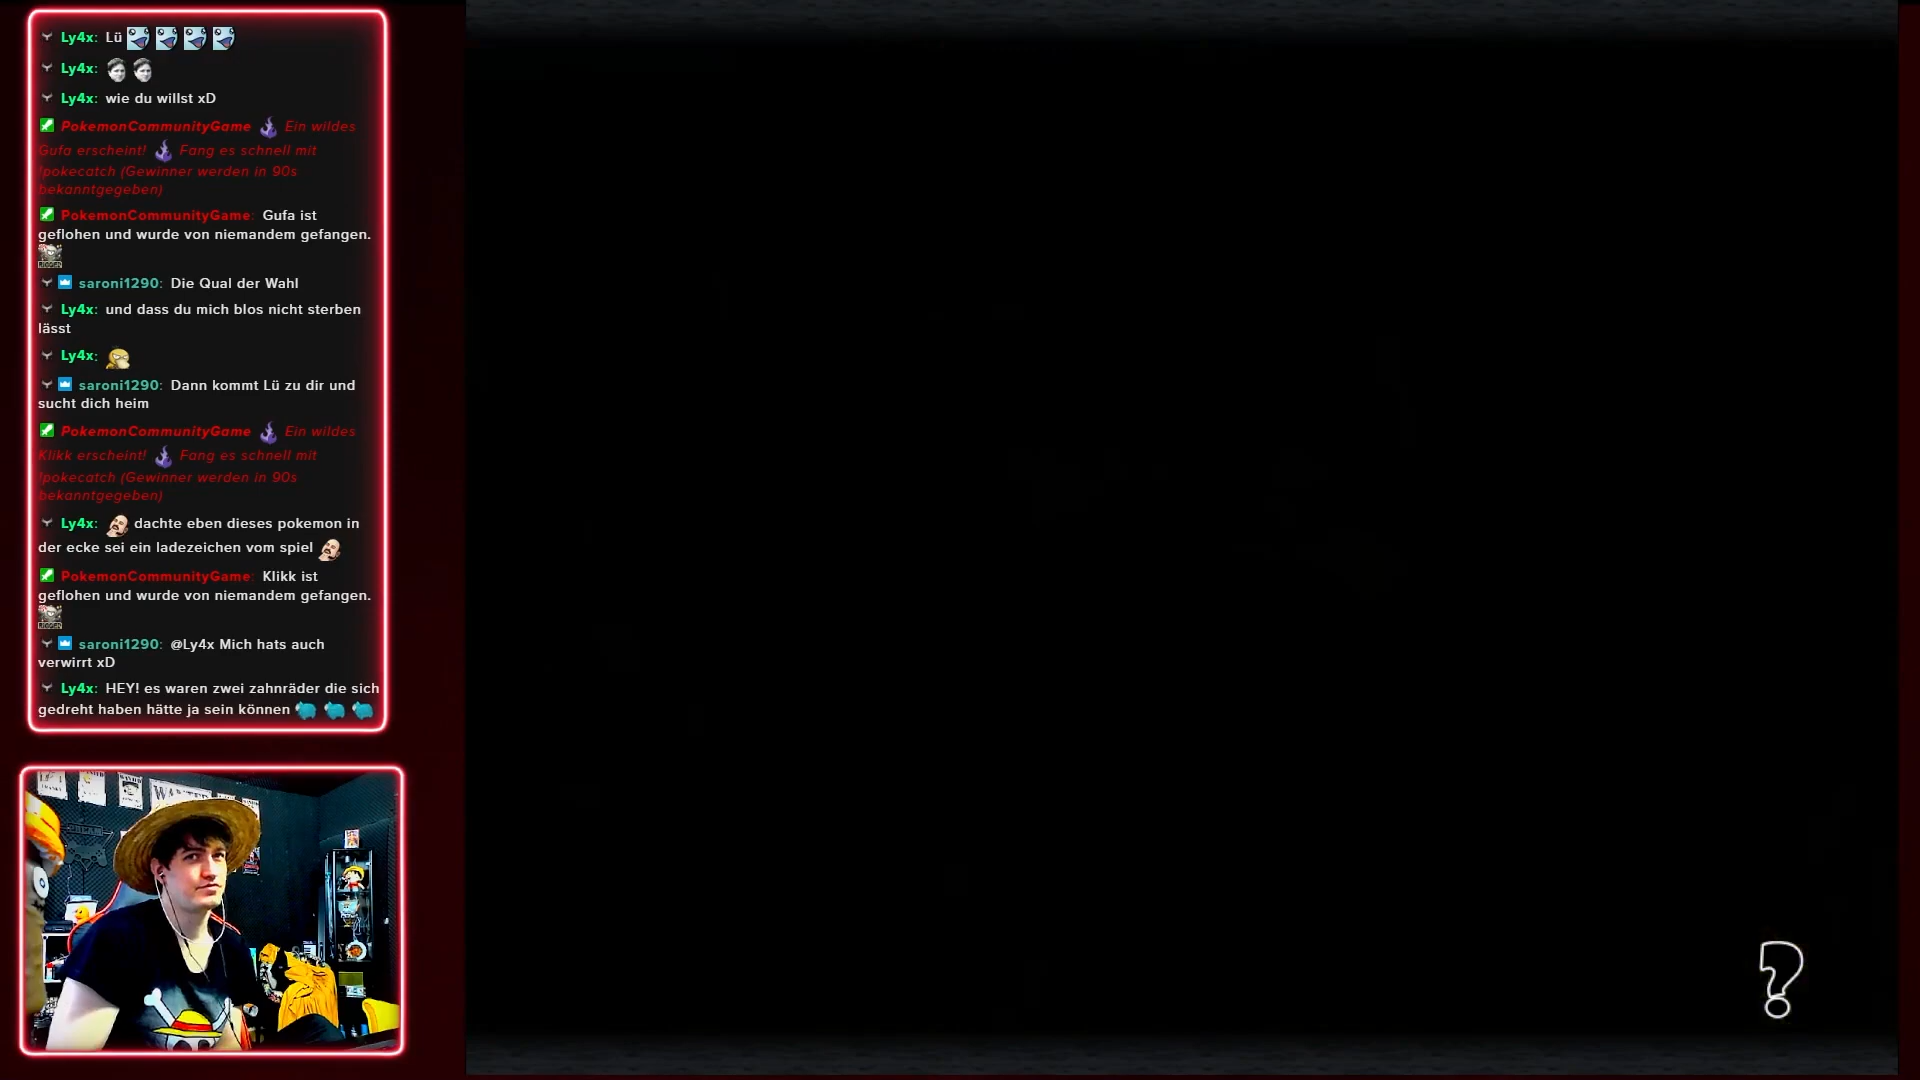 Ly4x: Lü
Ly4x:
Ly4x: wie du willst xD
PokemonCommunityGame Ein wildes
Gufa erscheint! Fang es schnell mit
!pokecatch (Gewinner werden in 90s
bekanntgegeben)
PokemonCommunityGame: Gufa ist
geflohen und wurde von niemandem gefangen.
saroni1290: Die Qual der Wahl
Ly4x: und dass du mich blos nicht sterben
lässt
Ly4x:
saroni1290: Dann kommt Lü zu dir und
sucht dich heim
PokemonCommunityGame Ein wildes
Klikk erscheint! Fang es schnell mit
!pokecatch (Gewinner werden in 90s
bekanntgegeben)
Ly4x: dachte eben dieses pokemon in
der ecke sei ein ladezeichen vom spiel
PokemonCommunityGame: Klikk ist
geflohen und wurde von niemandem gefangen.
saroni1290: @Ly4x Mich hats auch
verwirrt xD
Ly4x: HEY! es waren zwei zahnräder die sich
gedreht haben hätte ja sein können
WANTED
?